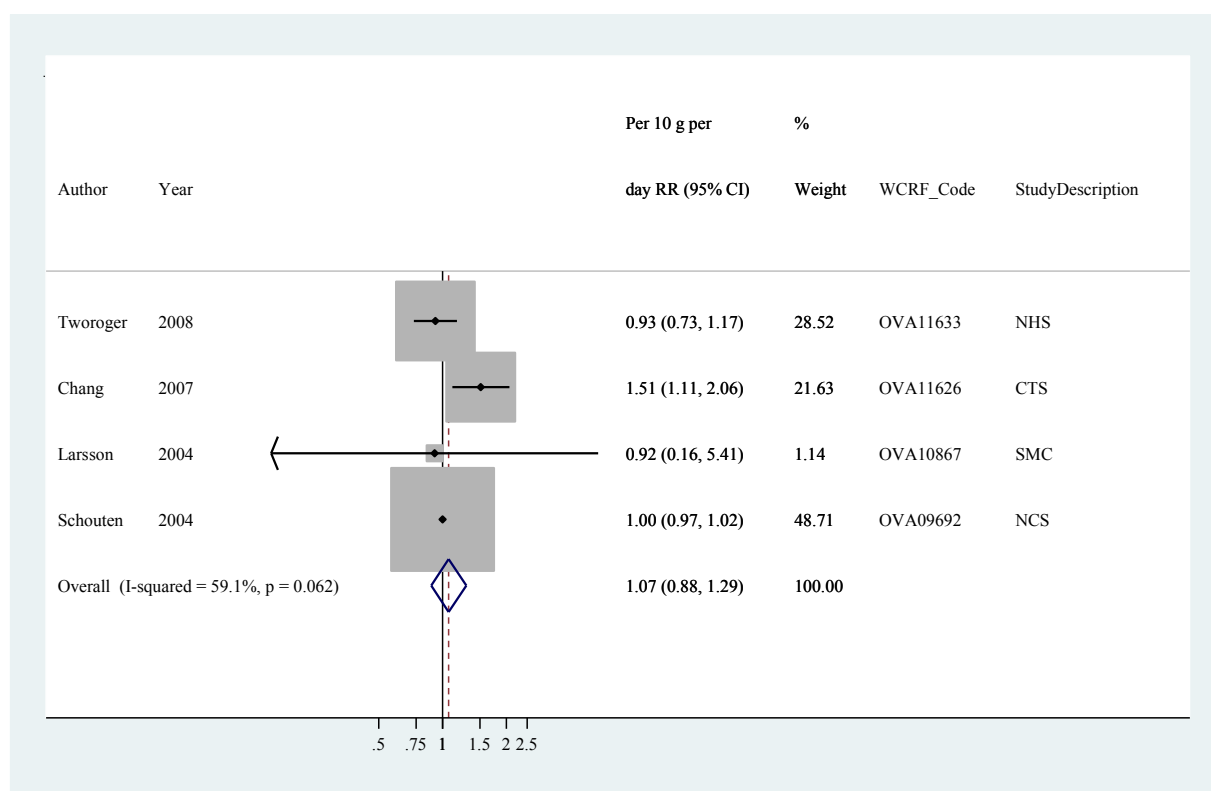 Per 10 g per %
Author Year day RR (95% CI) Weight WCRF_Code StudyDescription
Tworoger 2008 0.93 (0.73, 1.17) 28.52 OVA11633 NHS
Chang 2007 1.51 (1.11, 2.06) 21.63 OVA11626 CTS
Larsson 2004 0.92 (0.16, 5.41) 1.14 OVA10867 SMC
Schouten 2004 1.00 (0.97, 1.02) 48.71 OVA09692 NCS
Overall (I-squared = 59.1%, p = 0.062) 1.07 (0.88, 1.29) 100.00
.5 .75 1 1.5 2 2.5